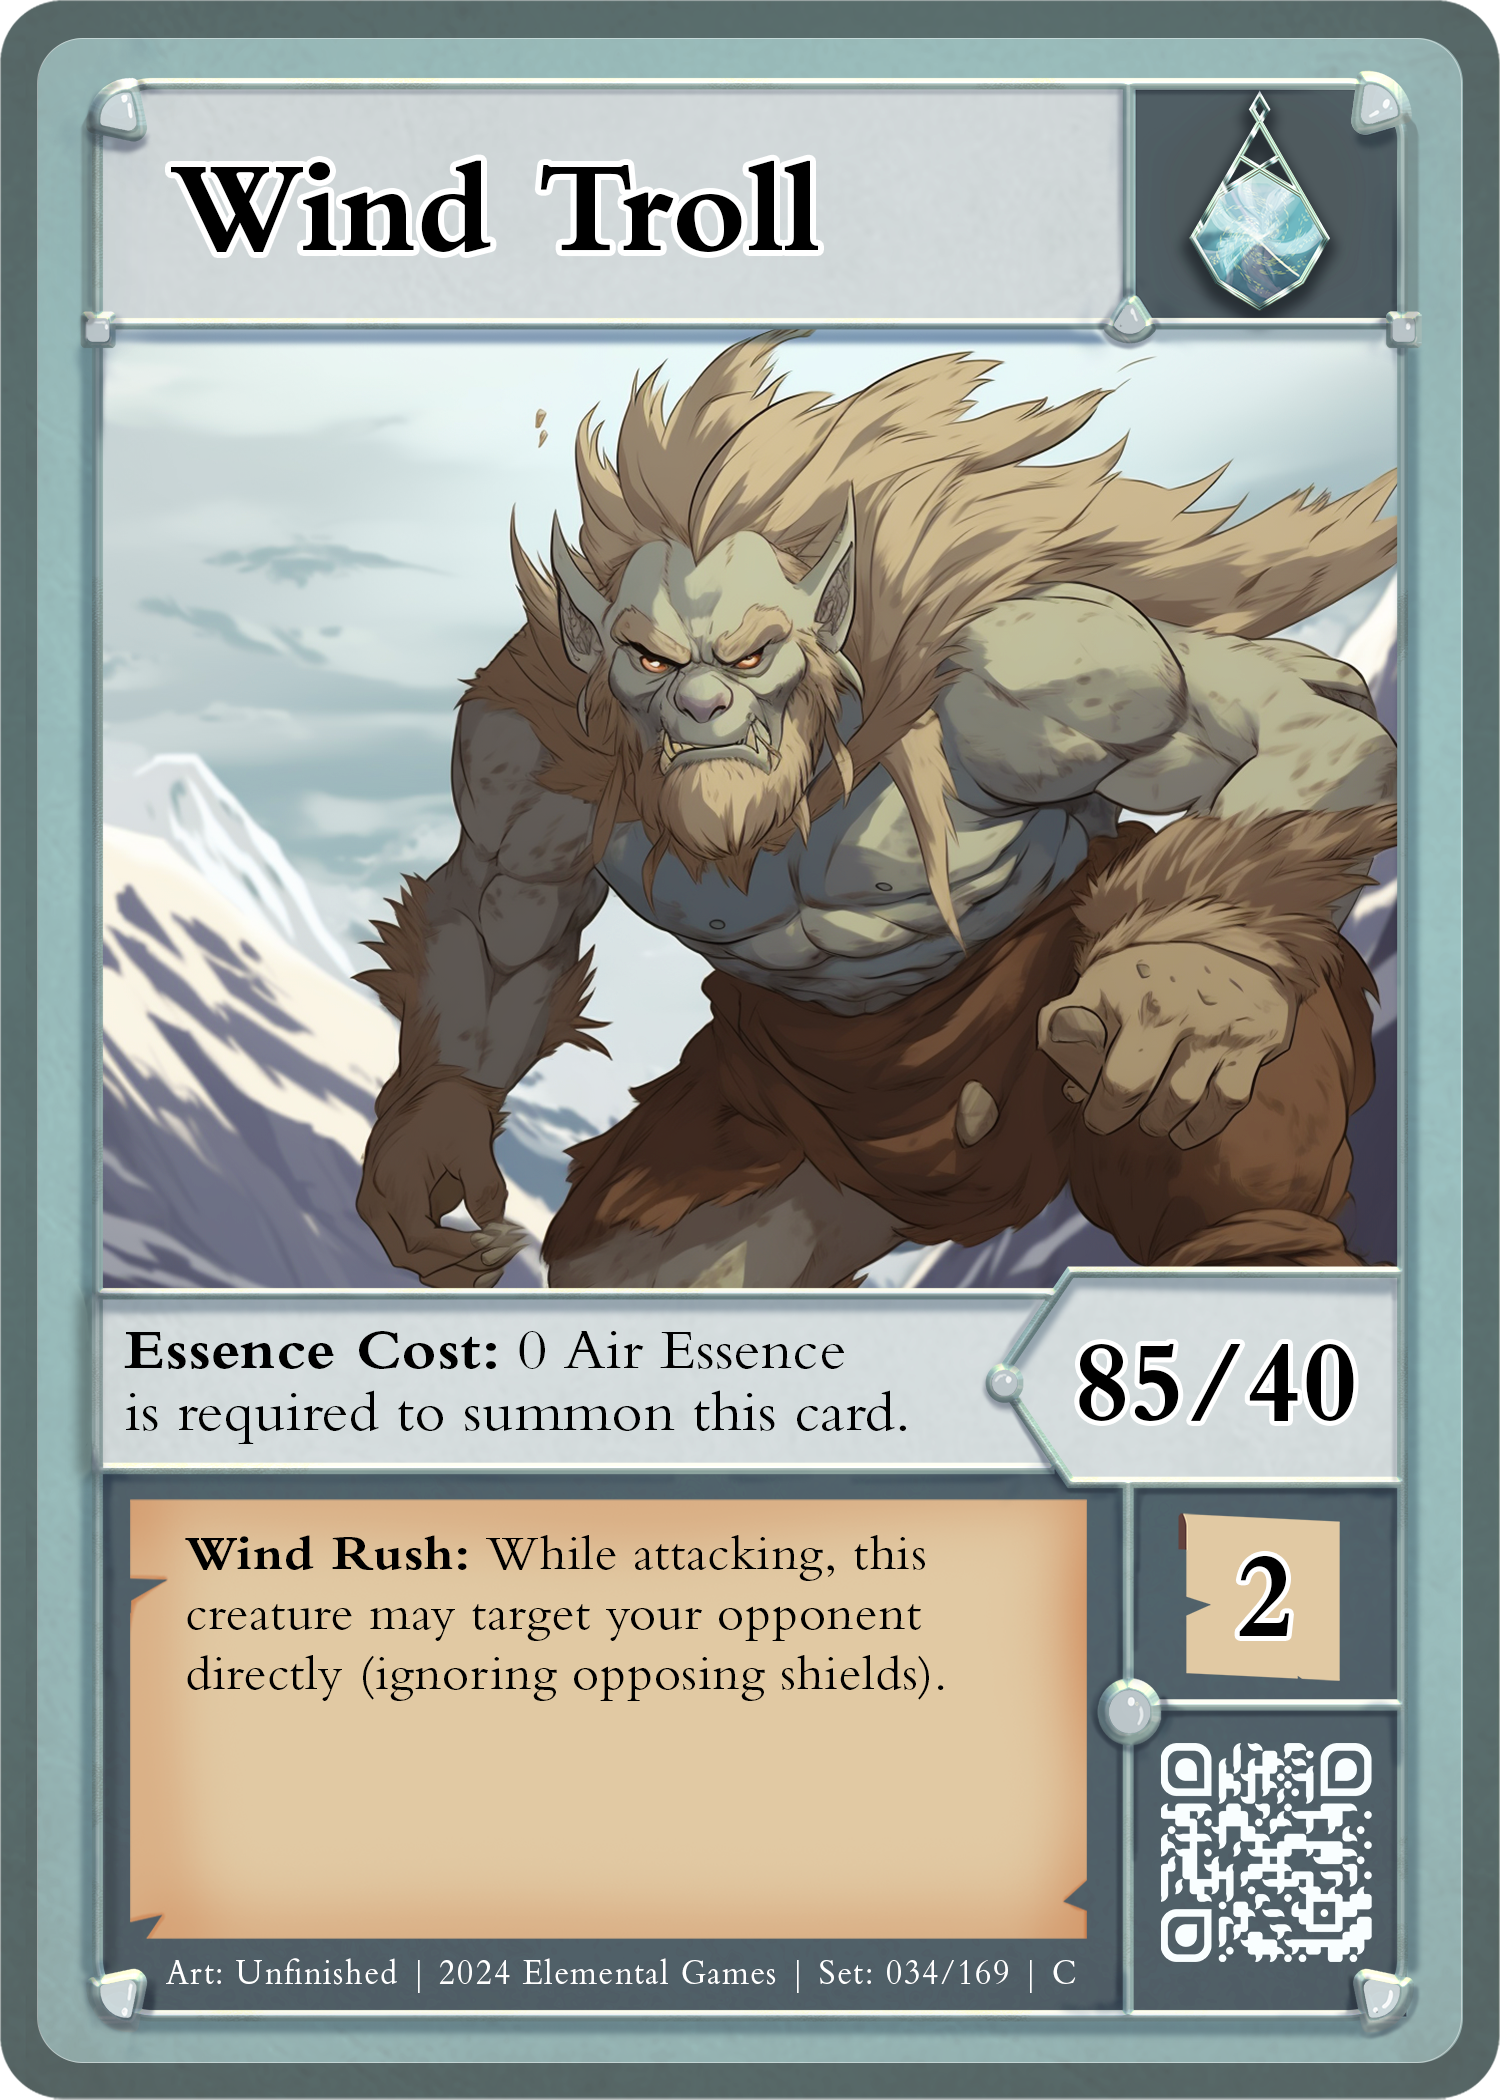 Wind Troll
Essence Cost: 0 Air Essence
is required to summon this card.
85/40
Wind Rush: While attacking, this
creature may target your opponent
directly (ignoring opposing shields).
2
Art: Unfinished | 2024 Elemental Games | Set: 034/169 | C